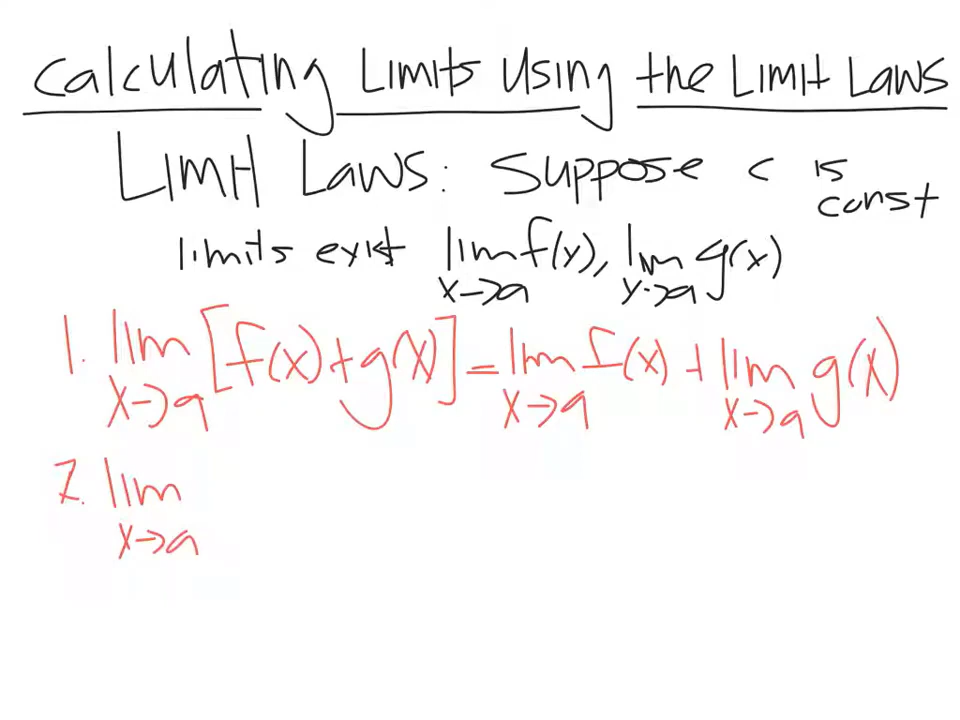 Calculating Limits Using the Limit Laws
Limit Laws: Suppose c is
const
limits exist lim f(x), lim g(x)
x→a x→a
1. lim [f(x)+g(x)] = lim f(x) + lim g(x)
x→a x→a x→a
2. lim
x→a